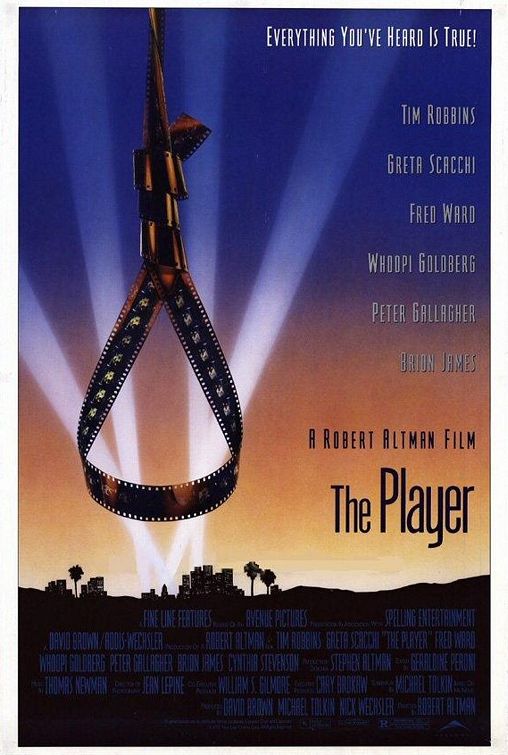 EVERYTHING YOU'VE HEARD IS TRUE!
TIM ROBBINS
GRETA SCACCHI
FRED WARD
WHOOPI GOLDBERG
PETER GALLAGHER
BRION JAMES
A ROBERT ALTMAN FILM
The Player
FINE LINE FEATURES AVENUE PICTURES SPELLING ENTERTAINMENT
DAVID BROWN/ADDIS-WECHSLER ROBERT ALTMAN TIM ROBBINS GRETA SCACCHI "THE PLAYER" FRED WARD
WHOOPI GOLDBERG PETER GALLAGHER BRION JAMES CYNTHIA STEVENSON STEPHEN ALTMAN GERALDINE PERONI
THOMAS NEWMAN JEAN LEPINE WILLIAM S. GILMORE CARY BROKAW MICHAEL TOLKIN
DAVID BROWN MICHAEL TOLKIN NICK WECHSLER ROBERT ALTMAN
R